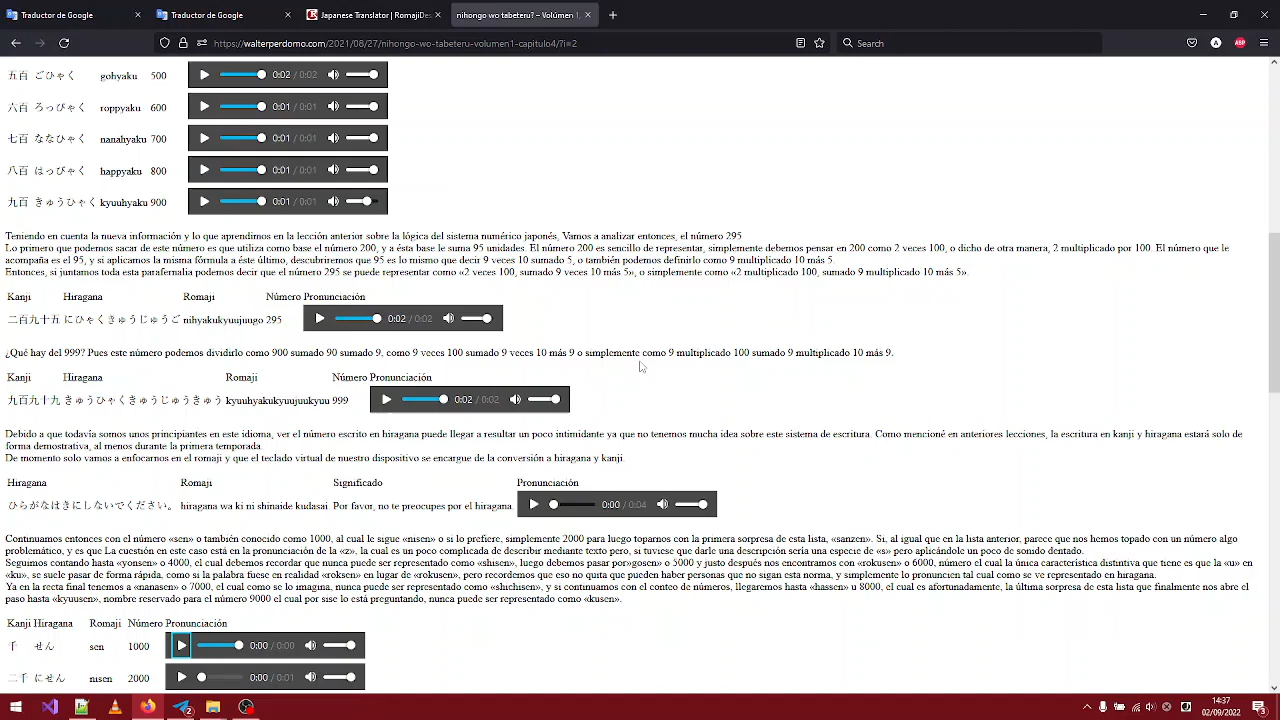 Traductor de Google
Traductor de Google
Japanese Translator | RomajiDes
nihongo wo tabeteru? – Volúmen 1,
https://walterperdomo.com/2021/08/27/nihongo-wo-tabeteru-volumen1-capitulo4/?i=2
Search
A
ABP
五百 ごひゃく gohyaku 500 0:02 / 0:02
六百 ろっぴゃく roppyaku 600 0:01 / 0:01
七百 ななひゃく nanahyaku 700 0:01 / 0:01
八百 はっぴゃく happyaku 800 0:01 / 0:01
九百 きゅうひゃく kyuuhyaku 900 0:01 / 0:01
Teniendo en cuenta la nueva información y lo que aprendimos en la lección anterior sobre la lógica del sistema numérico japonés, Vamos a analizar entonces, el número 295
Lo primero que podemos sacar de este número es que utiliza como base el número 200, y a ésta base le suma 95 unidades. El número 200 es sencillo de representar, simplemente debemos pensar en 200 como 2 veces 100, o dicho de otra manera, 2 multiplicado por 100. El número que le
acompaña es el 95, y si aplicamos la misma fórmula a éste último, descubriremos que 95 es lo mismo que decir 9 veces 10 sumado 5, o también podemos definirlo como 9 multiplicado 10 más 5.
Entonces, si juntamos toda esta parafernalia podemos decir que el número 295 se puede representar como «2 veces 100, sumado 9 veces 10 más 5», o simplemente como «2 multiplicado 100, sumado 9 multiplicado 10 más 5».
Kanji Hiragana Romaji Número Pronunciación
二百九十五 にひゃくきゅうじゅうご nihyakukyuujuugo 295 0:02 / 0:02
¿Qué hay del 999? Pues este número podemos dividirlo como 900 sumado 90 sumado 9, como 9 veces 100 sumado 9 veces 10 más 9 o simplemente como 9 multiplicado 100 sumado 9 multiplicado 10 más 9.
Kanji Hiragana Romaji Número Pronunciación
九百九十九 きゅうひゃくきゅうじゅうきゅう kyuuhyakukyuujuukyuu 999 0:02 / 0:02
Debido a que todavía somos unos principiantes en este idioma, ver el número escrito en hiragana puede llegar a resultar un poco intimidante ya que no tenemos mucha idea sobre este sistema de escritura. Como mencioné en anteriores lecciones, la escritura en kanji y hiragana estará solo de
forma demostrativa, al menos durante la primera temporada.
De momento solo vamos a enfocarnos en el romaji y que el teclado virtual de nuestro dispositivo se encargue de la conversión a hiragana y kanji.
Hiragana Romaji Significado Pronunciación
ひらがなはきにしないでください。 hiragana wa ki ni shinaide kudasai Por favor, no te preocupes por el hiragana. 0:00 / 0:04
Continuamos entonces con el número «sen» o también conocido como 1000, al cual le sigue «nisen» o si lo prefiere, simplemente 2000 para luego toparnos con la primera sorpresa de esta lista, «sanzen». Si, al igual que en la lista anterior, parece que nos hemos topado con un número algo
problemático, y es que La cuestión en este caso está en la pronunciación de la «z», la cual es un poco complicada de describir mediante texto pero, si tuviese que darle una descripción sería una especie de «s» pero aplicándole un poco de sonido dentado.
Seguimos contando hasta «yonsen» o 4000, el cual debemos recordar que nunca puede ser representado como «shisen», luego debemos pasar por»gosen» o 5000 y justo después nos encontramos con «rokusen» o 6000, número el cual la única característica distintiva que tiene es que la «u» en
«ku», se suele pasar de forma rápida, como si la palabra fuese en realidad «roksen» en lugar de «rokusen», pero recordemos que eso no quita que pueden haber personas que no sigan esta norma, y simplemente lo pronuncien tal cual como se ve representado en hiragana.
Ya en la recta final tenemos a «nanasen» o 7000, el cual como se lo imagina, nunca puede ser representado como «shichisen», y si continuamos con el conteo de números, llegaremos hasta «hassen» u 8000, el cual es afortunadamente, la última sorpresa de esta lista que finalmente nos abre el
paso hasta «kyuusen», nombre reservado para el número 9000 el cual por sise lo está preguntando, nunca puede ser representado como «kusen».
Kanji Hiragana Romaji Número Pronunciación
千 せん sen 1000 0:00 / 0:00
二千 にせん nisen 2000 0:00 / 0:01
2
14:37
02/09/2022
3